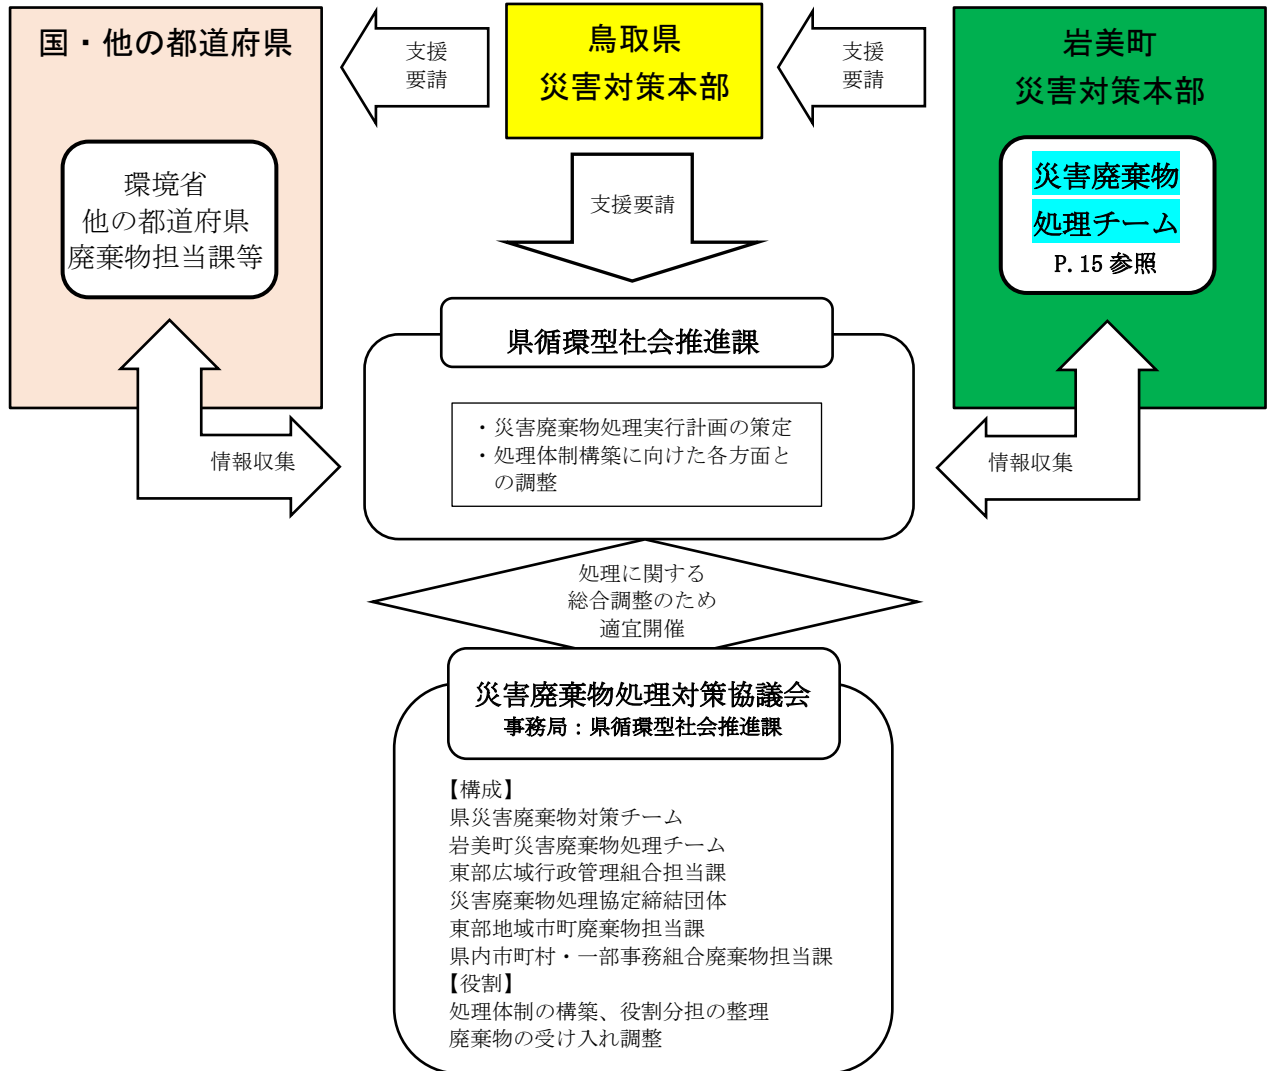 国・他の都道府県
環境省
他の都道府県
廃棄物担当課等
支援
要請
鳥取県
災害対策本部
支援
要請
岩美町
災害対策本部
災害廃棄物
処理チーム
P.15 参照
支援要請
県循環型社会推進課
・災害廃棄物処理実行計画の策定
・処理体制構築に向けた各方面と
の調整
情報収集
情報収集
処理に関する
総合調整のため
適宜開催
災害廃棄物処理対策協議会
事務局：県循環型社会推進課
【構成】
県災害廃棄物対策チーム
岩美町災害廃棄物処理チーム
東部広域行政管理組合担当課
災害廃棄物処理協定締結団体
東部地域市町廃棄物担当課
県内市町村・一部事務組合廃棄物担当課
【役割】
処理体制の構築、役割分担の整理
廃棄物の受け入れ調整